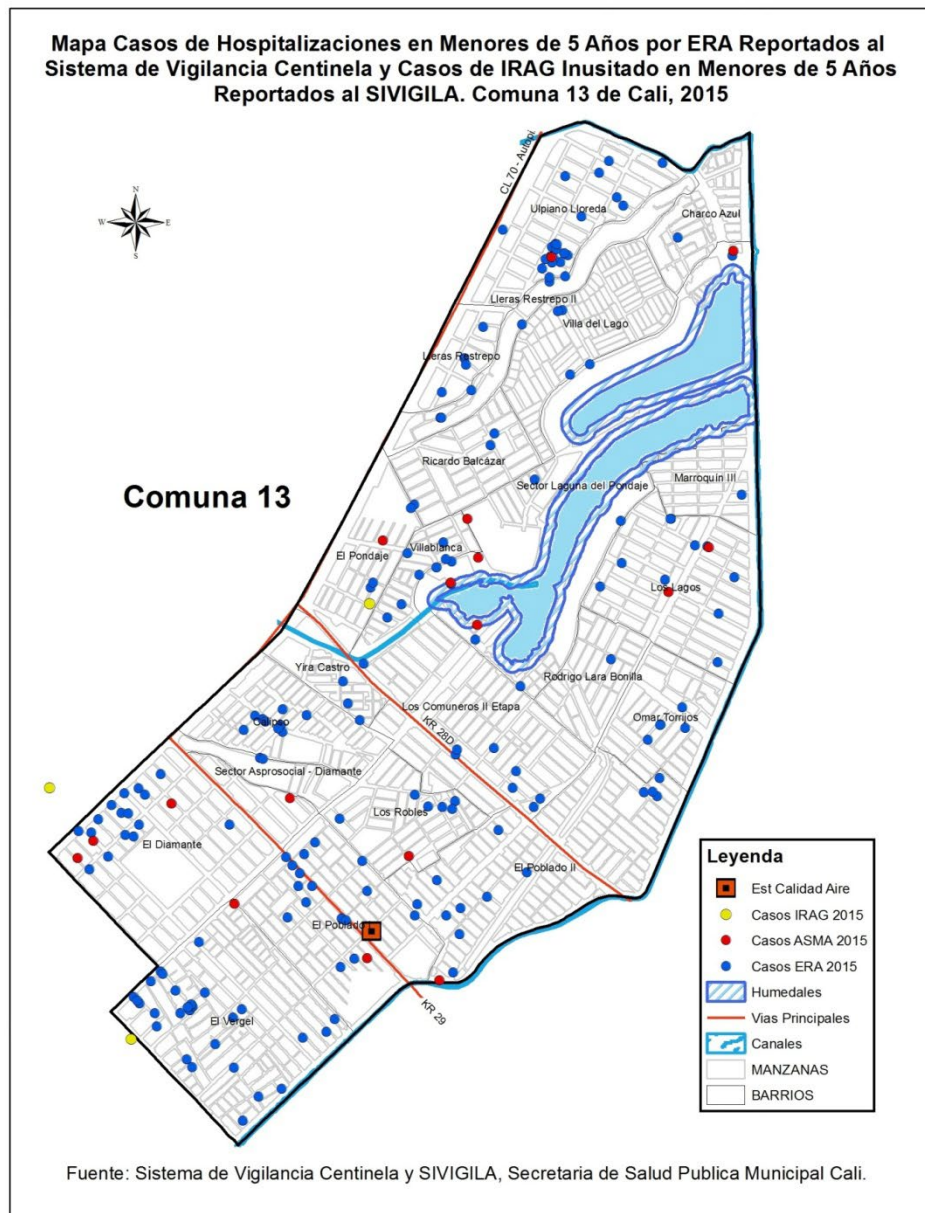 Mapa Casos de Hospitalizaciones en Menores de 5 Años por ERA Reportados al
Sistema de Vigilancia Centinela y Casos de IRAG Inusitado en Menores de 5 Años
Reportados al SIVIGILA. Comuna 13 de Cali, 2015
N
W
E
S
CL 70 - Autopi
Ulpiano Lloreda
Charco Azul
Lleras Restrepo II
Villa del Lago
Lleras Restrepo
Ricardo Balcázar
Sector Laguna del Pondaje
Marroquín III
Comuna 13
El Pondaje
Villablanca
Los Lagos
Yira Castro
Rodrigo Lara Bonilla
Los Comuneros II Etapa
KR 28D
Omar Torrijos
Calipso
Sector Asprosocial - Diamante
Los Robles
El Diamante
El Poblado II
El Poblado I
KR 29
El Vergel
Leyenda
Est Calidad Aire
Casos IRAG 2015
Casos ASMA 2015
Casos ERA 2015
Humedales
Vias Principales
Canales
MANZANAS
BARRIOS
Fuente: Sistema de Vigilancia Centinela y SIVIGILA, Secretaria de Salud Publica Municipal Cali.